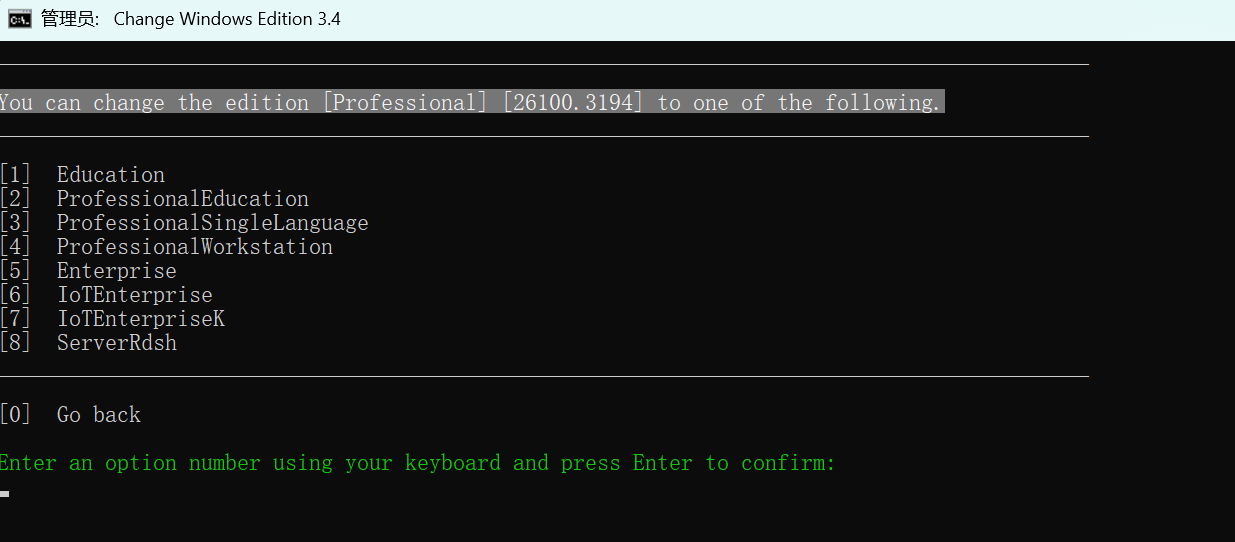 管理员:   Change Windows Edition 3.4
You can change the edition [Professional] [26100.3194] to one of the following.
[1]  Education
[2]  ProfessionalEducation
[3]  ProfessionalSingleLanguage
[4]  ProfessionalWorkstation
[5]  Enterprise
[6]  IoTEnterprise
[7]  IoTEnterpriseK
[8]  ServerRdsh
[0]  Go back
Enter an option number using your keyboard and press Enter to confirm: